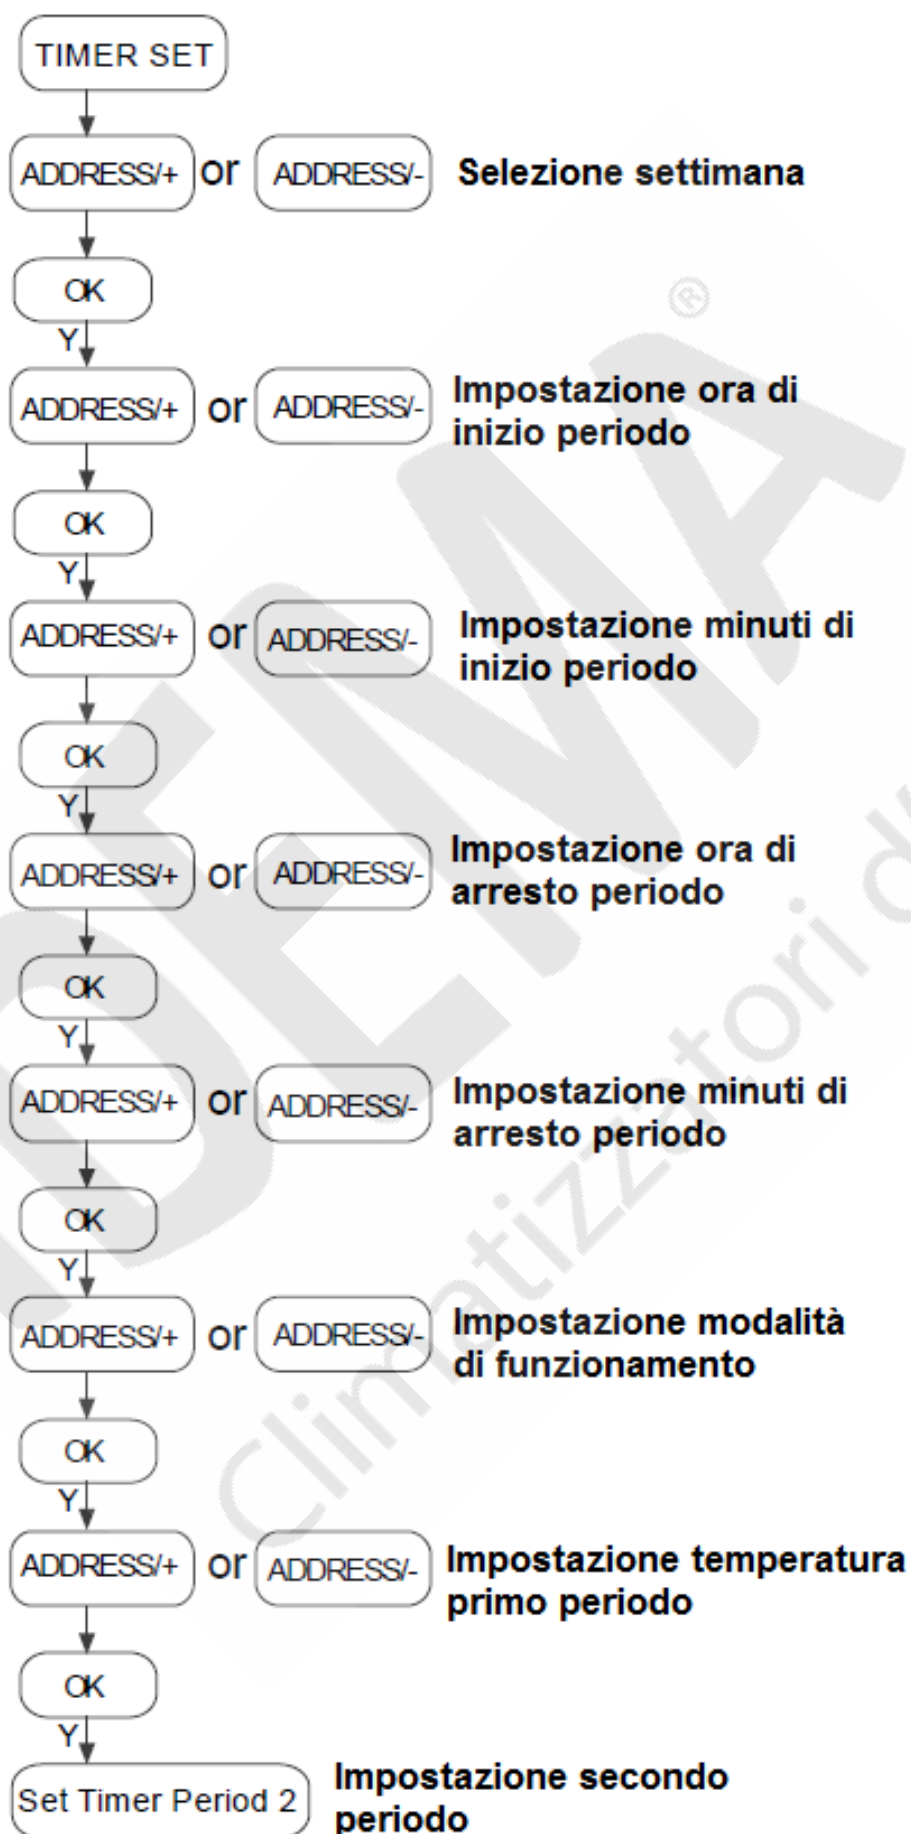 TIMER SET
ADDRESS/+ or ADDRESS/- Selezione settimana
OK
Y
ADDRESS/+ or ADDRESS/- Impostazione ora di
inizio periodo
OK
Y
ADDRESS/+ or ADDRESS/- Impostazione minuti di
inizio periodo
OK
Y
ADDRESS/+ or ADDRESS/- Impostazione ora di
arresto periodo
OK
Y
ADDRESS/+ or ADDRESS/- Impostazione minuti di
arresto periodo
OK
Y
ADDRESS/+ or ADDRESS/- Impostazione modalità
di funzionamento
OK
Y
ADDRESS/+ or ADDRESS/- Impostazione temperatura
primo periodo
OK
Y
Set Timer Period 2 Impostazione secondo
periodo
DEMA®
Climatizzatori d